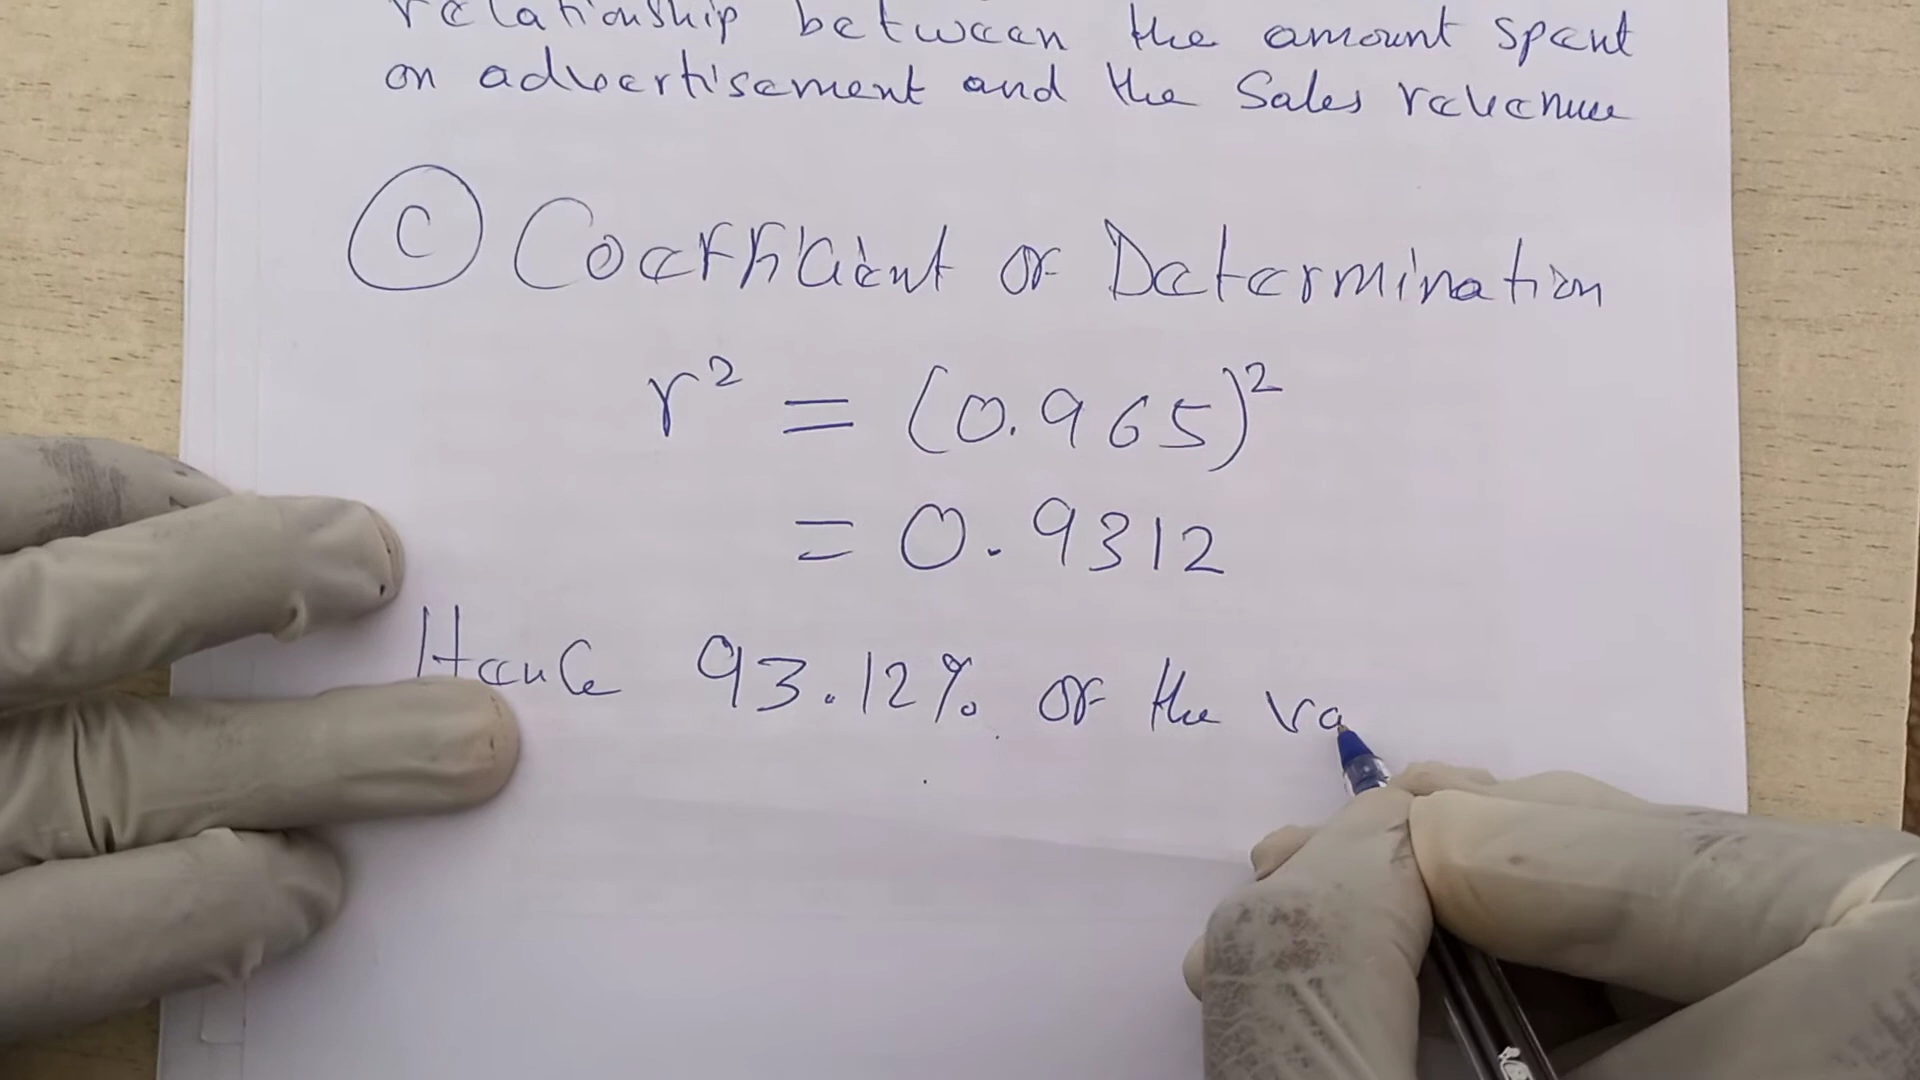 relationship between the amount spent
on advertisement and the Sales revenue
(C) Coefficient of Determination
r² = (0.965)²
= 0.9312
Hence 93.12% of the va